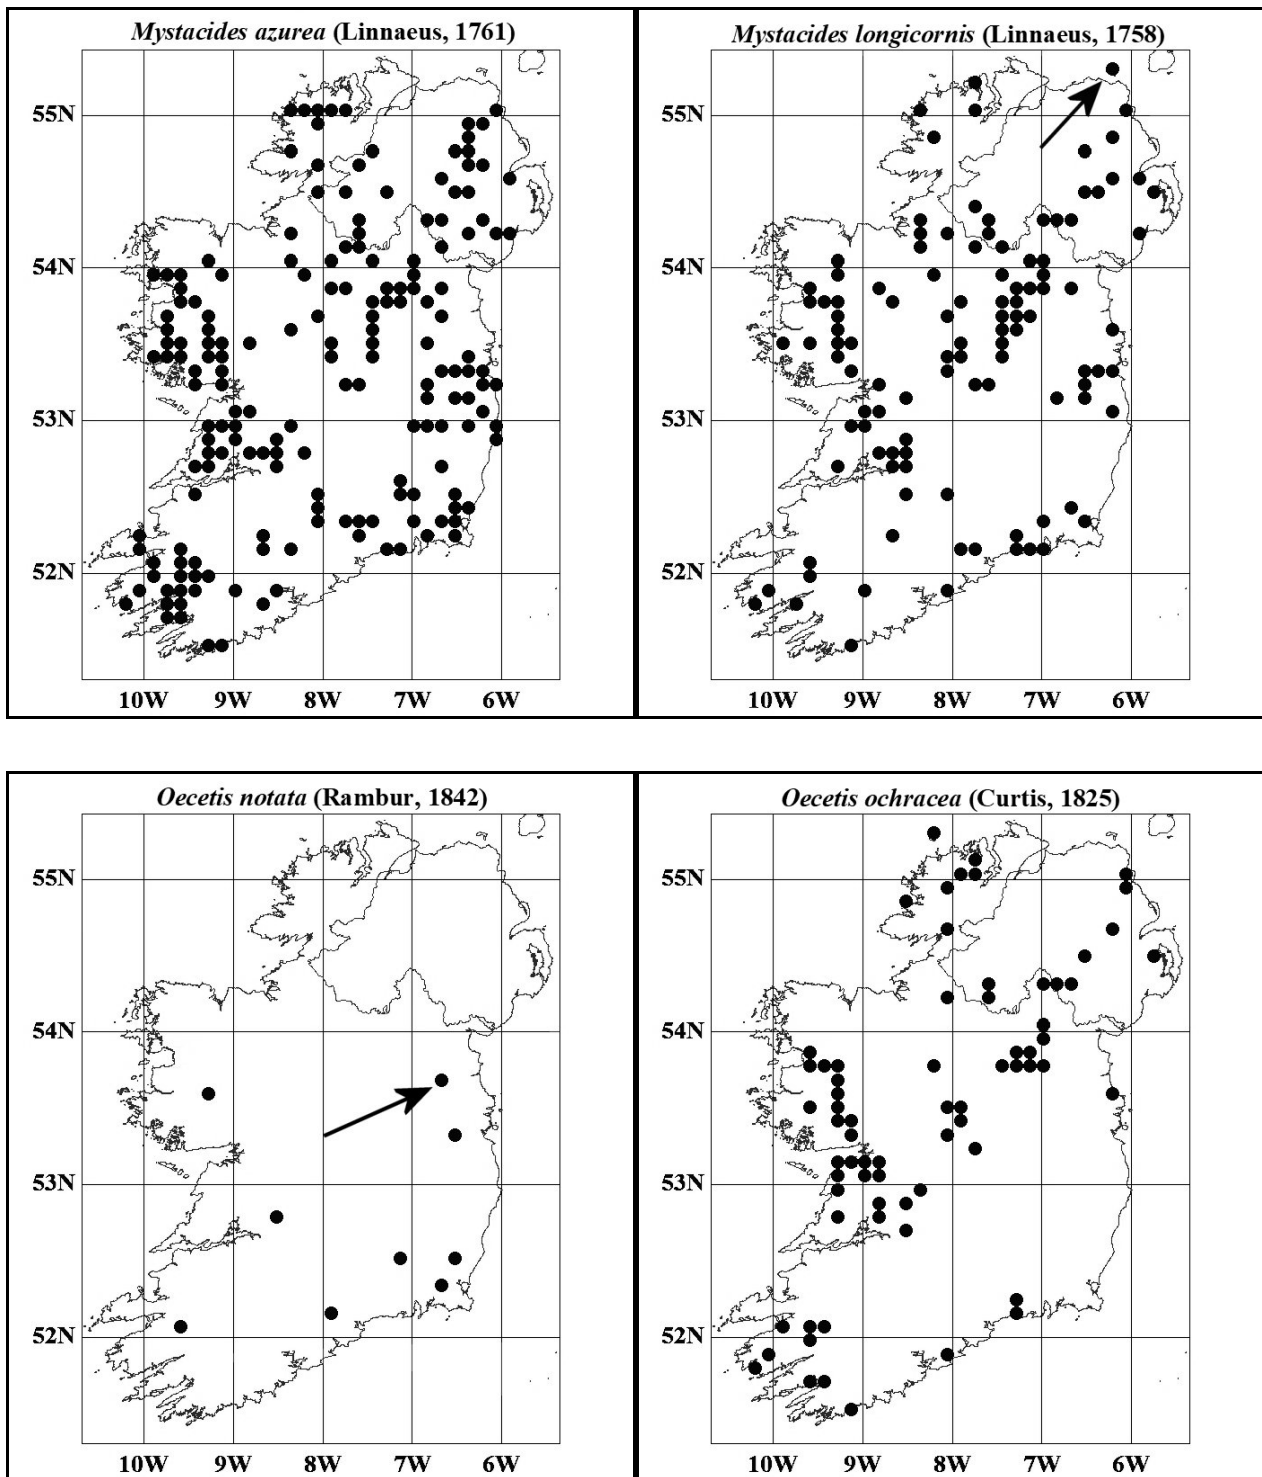 Mystacides azurea (Linnaeus, 1761)
55N
54N
53N
52N
10W 9W 8W 7W 6W
Mystacides longicornis (Linnaeus, 1758)
55N
54N
53N
52N
10W 9W 8W 7W 6W
Oecetis notata (Rambur, 1842)
55N
54N
53N
52N
10W 9W 8W 7W 6W
Oecetis ochracea (Curtis, 1825)
55N
54N
53N
52N
10W 9W 8W 7W 6W